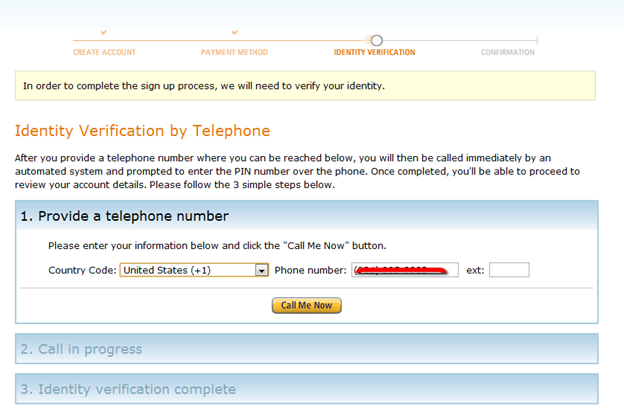 CREATE ACCOUNT PAYMENT METHOD IDENTITY VERIFICATION CONFIRMATION
In order to complete the sign up process, we will need to verify your identity.
Identity Verification by Telephone
After you provide a telephone number where you can be reached below, you will then be called immediately by an
automated system and prompted to enter the PIN number over the phone. Once completed, you'll be able to proceed to
review your account details. Please follow the 3 simple steps below.
1. Provide a telephone number
Please enter your information below and click the "Call Me Now" button.
Country Code: United States (+1) Phone number: ext:
Call Me Now
2. Call in progress
3. Identity verification complete